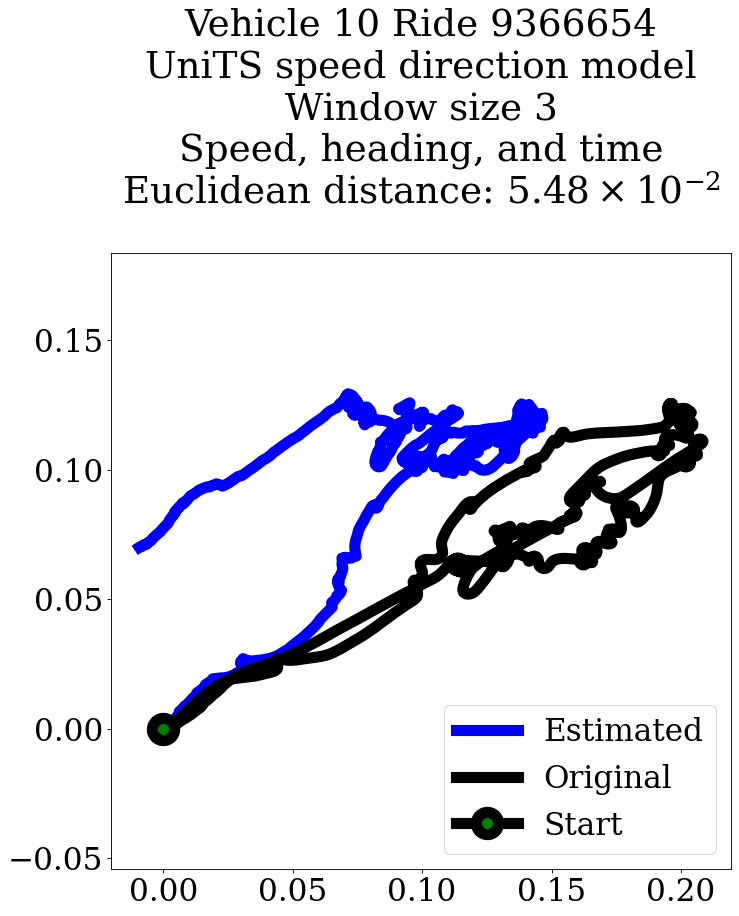 Vehicle 10 Ride 9366654
UniTS speed direction model
Window size 3
Speed, heading, and time
Euclidean distance: 5.48 × 10⁻²
0.15
0.10
0.05
0.00
−0.05
0.00 0.05 0.10 0.15 0.20
Estimated
Original
Start